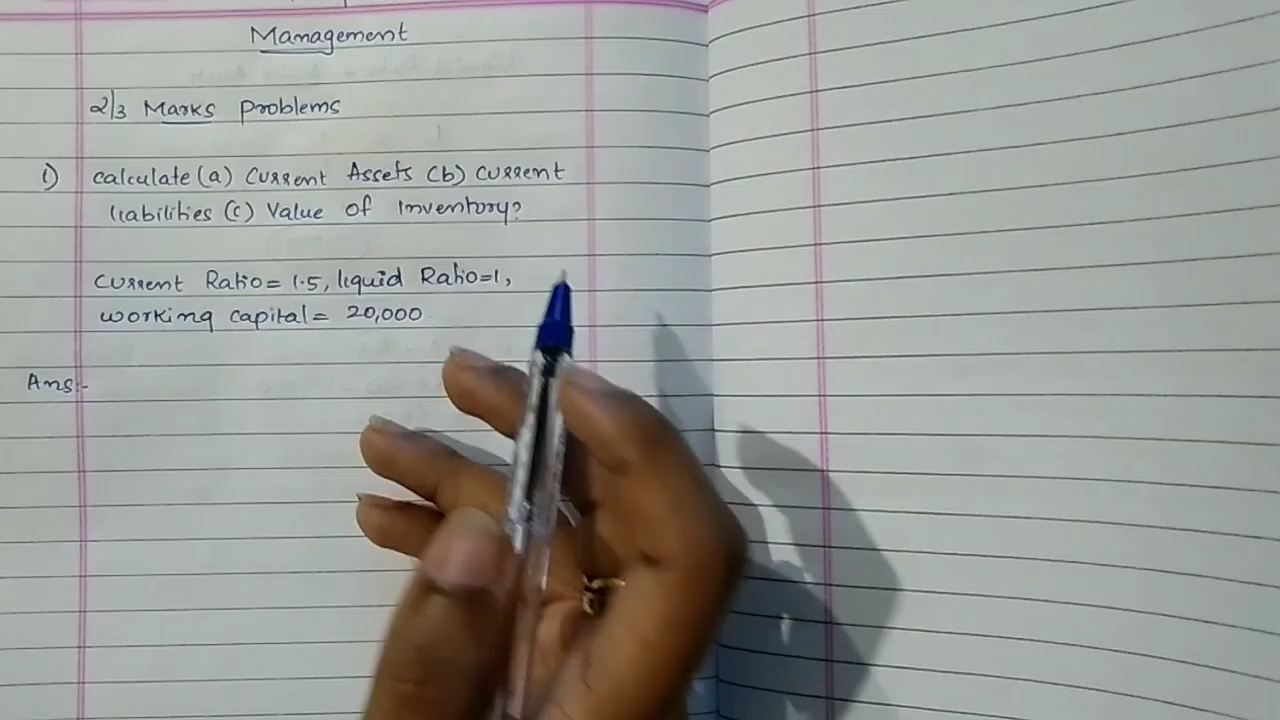 Management
2/3 Marks Problems
1) Calculate (a) Current Assets (b) Current
liabilities (c) Value of Inventory?
Current Ratio = 1.5, liquid Ratio = 1,
working capital = 20,000
Ans:-